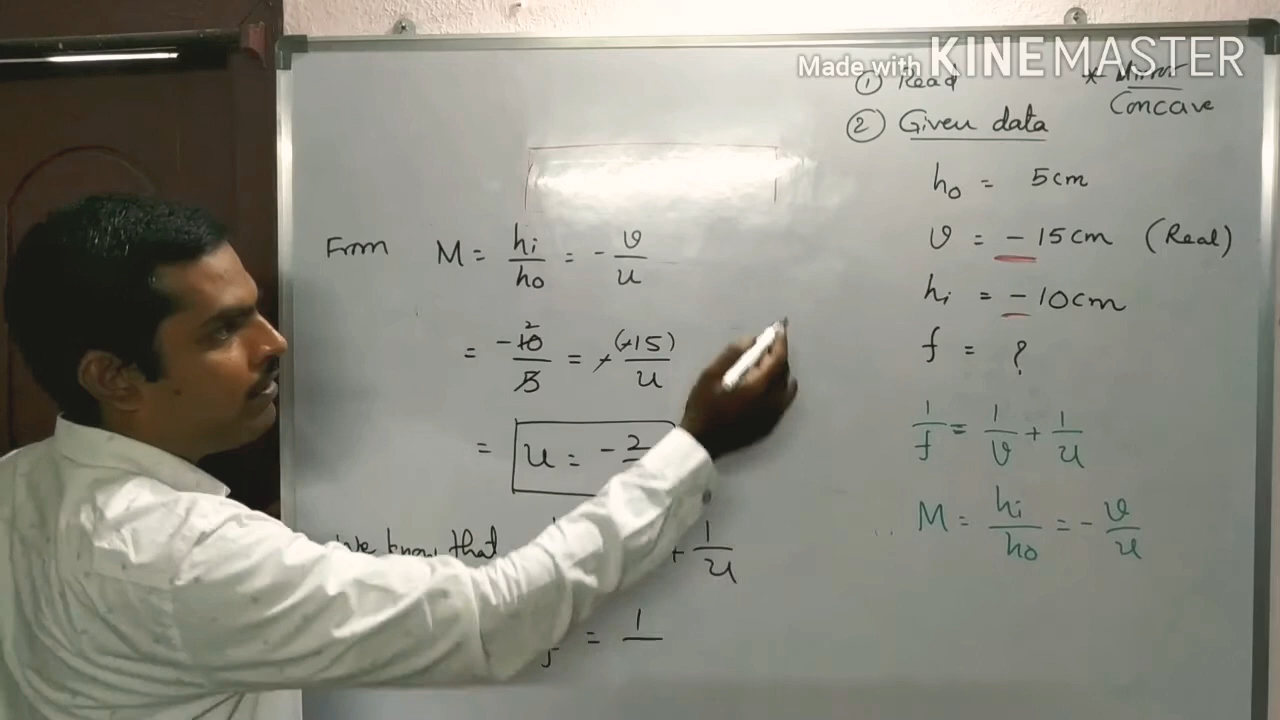 Made with KINEMASTER
① Read
* Mirror
Concave
② Given data
h₀ = 5cm
v = - 15cm (Real)
hᵢ = - 10cm
f = ?
1/f = 1/v + 1/u
M = hᵢ/h₀ = - v/u
From M = hᵢ/h₀ = - v/u
= -10/5 = -(-15)/u
2
= u = - 2
We know that + 1/u
= 1